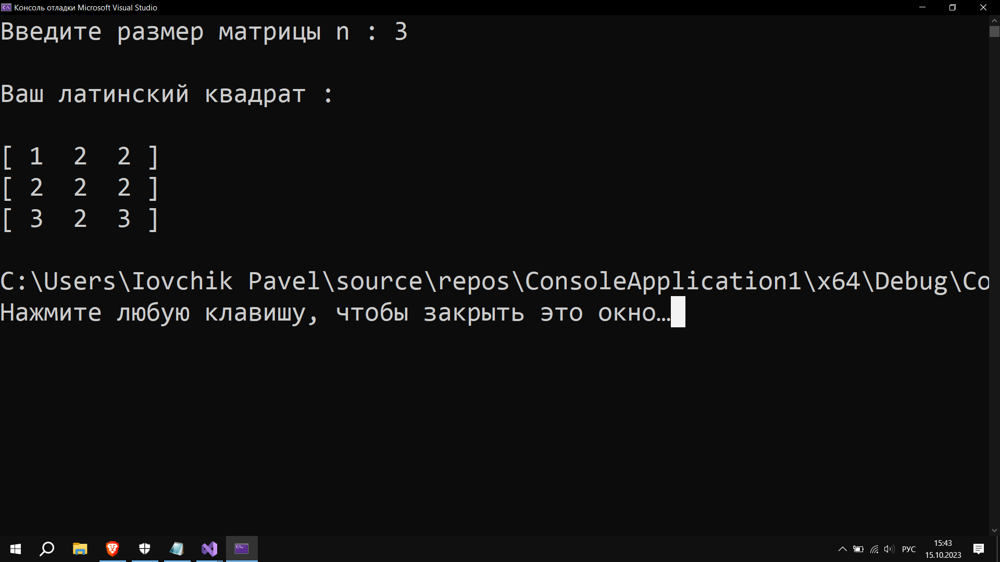 Консоль отладки Microsoft Visual Studio
Введите размер матрицы n : 3
Ваш латинский квадрат :
[ 1  2  2 ]
[ 2  2  2 ]
[ 3  2  3 ]
C:\Users\Iovchik Pavel\source\repos\ConsoleApplication1\x64\Debug\Co
Нажмите любую клавишу, чтобы закрыть это окно…
РУС
15:43
15.10.2023